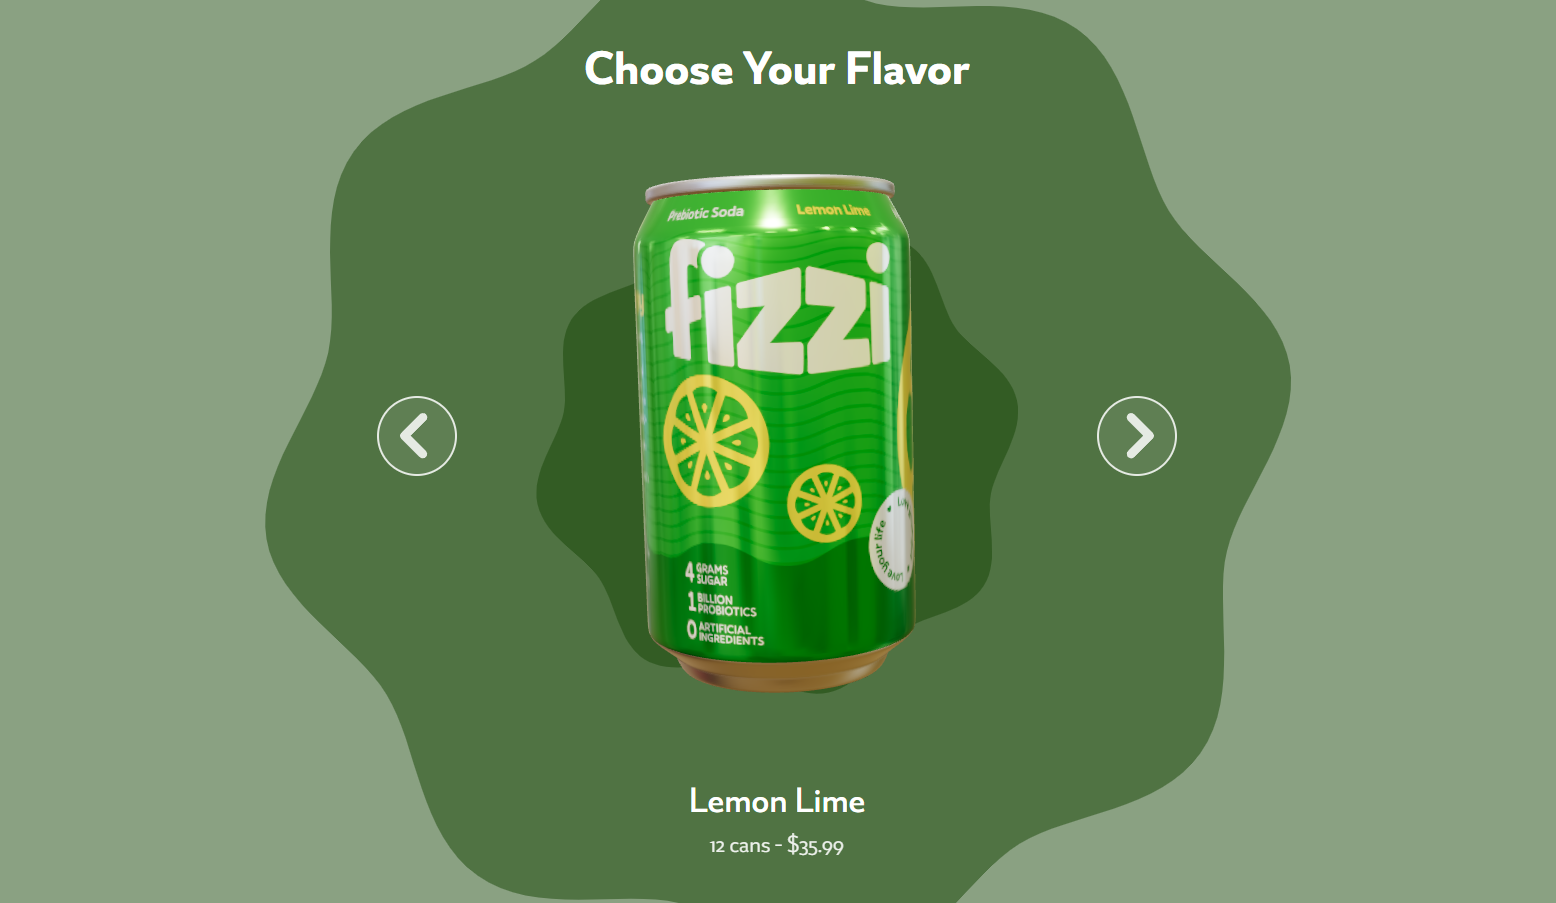 Choose Your Flavor
Prebiotic Soda
Lemon Lime
fizzi
Love your life
4 GRAMS
SUGAR
1 BILLION
PROBIOTICS
0 ARTIFICIAL
INGREDIENTS
Lemon Lime
12 cans - $35.99